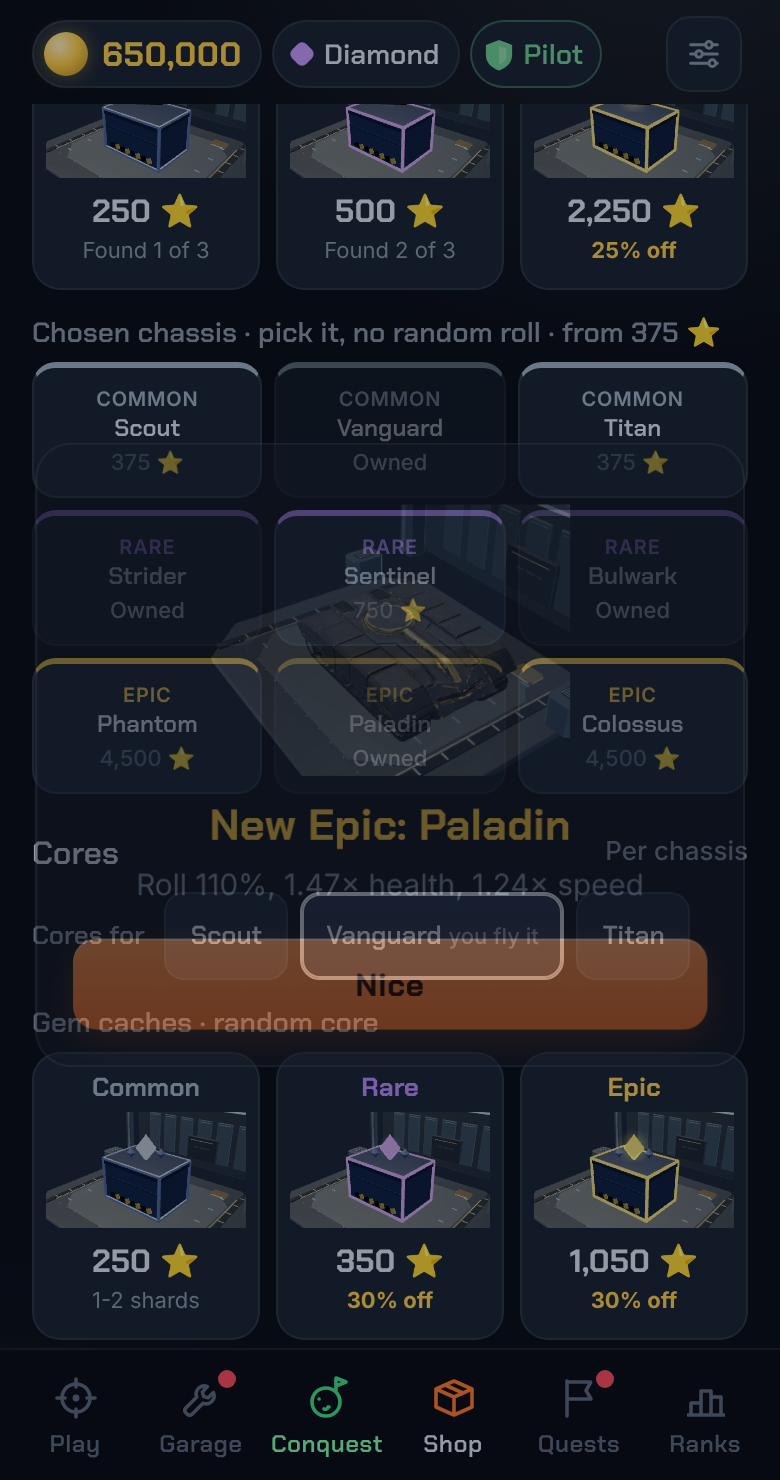 650,000 Diamond Pilot
250 ⭐ 500 ⭐ 2,250 ⭐
Found 1 of 3 Found 2 of 3 25% off
Chosen chassis · pick it, no random roll · from 375 ⭐
COMMON COMMON COMMON
Scout Vanguard Titan
375 ⭐ Owned 375 ⭐
RARE RARE RARE
Strider Sentinel Bulwark
Owned 750 ⭐ Owned
EPIC EPIC EPIC
Phantom Paladin Colossus
4,500 ⭐ Owned 4,500 ⭐
New Epic: Paladin
Cores Per chassis
Roll 110%, 1.47× health, 1.24× speed
Cores for Scout Vanguard you fly it Titan
Nice
Gem caches · random core
Common Rare Epic
250 ⭐ 350 ⭐ 1,050 ⭐
1-2 shards 30% off 30% off
Play Garage Conquest Shop Quests Ranks